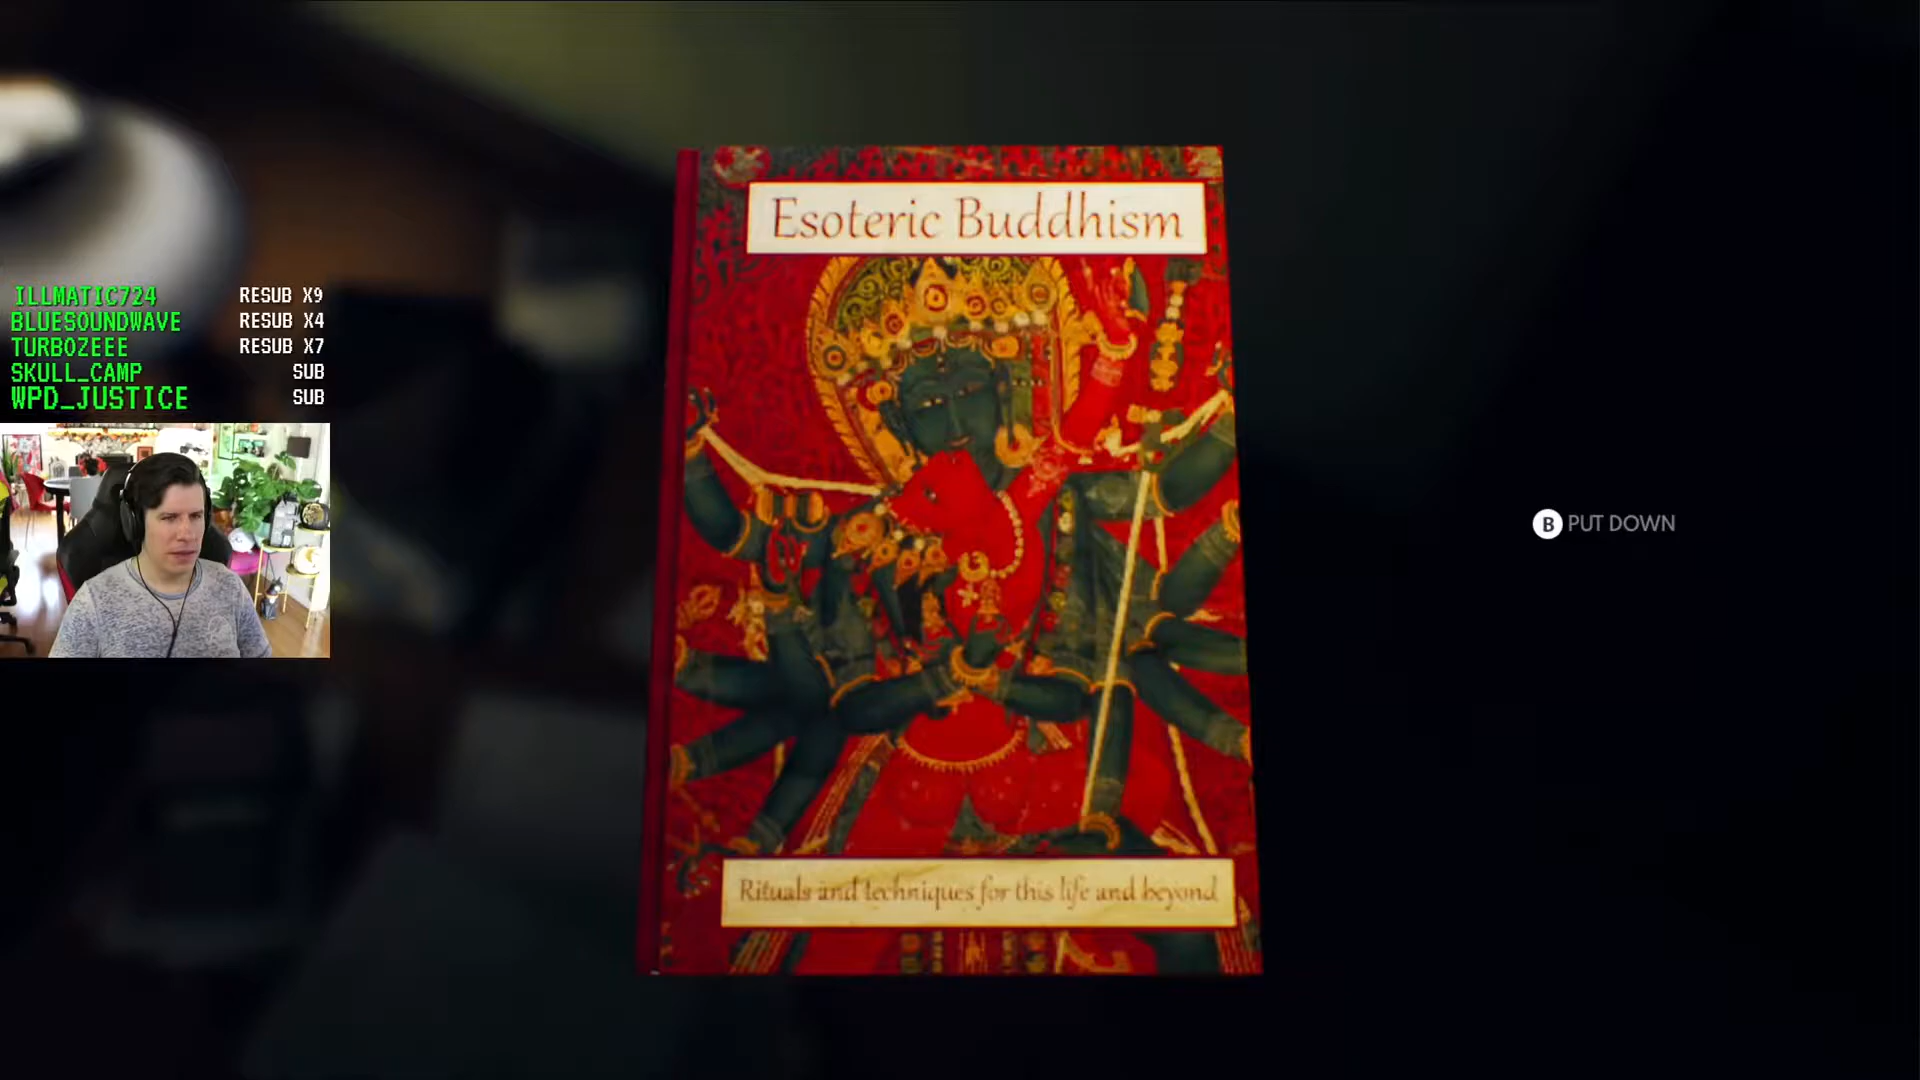 Esoteric Buddhism
ILLMATIC724 RESUB X9
BLUESOUNDWAVE RESUB X4
TURBOZEEE RESUB X7
SKULL_CAMP SUB
WPD_JUSTICE SUB
B PUT DOWN
Rituals and techniques for this life and beyond